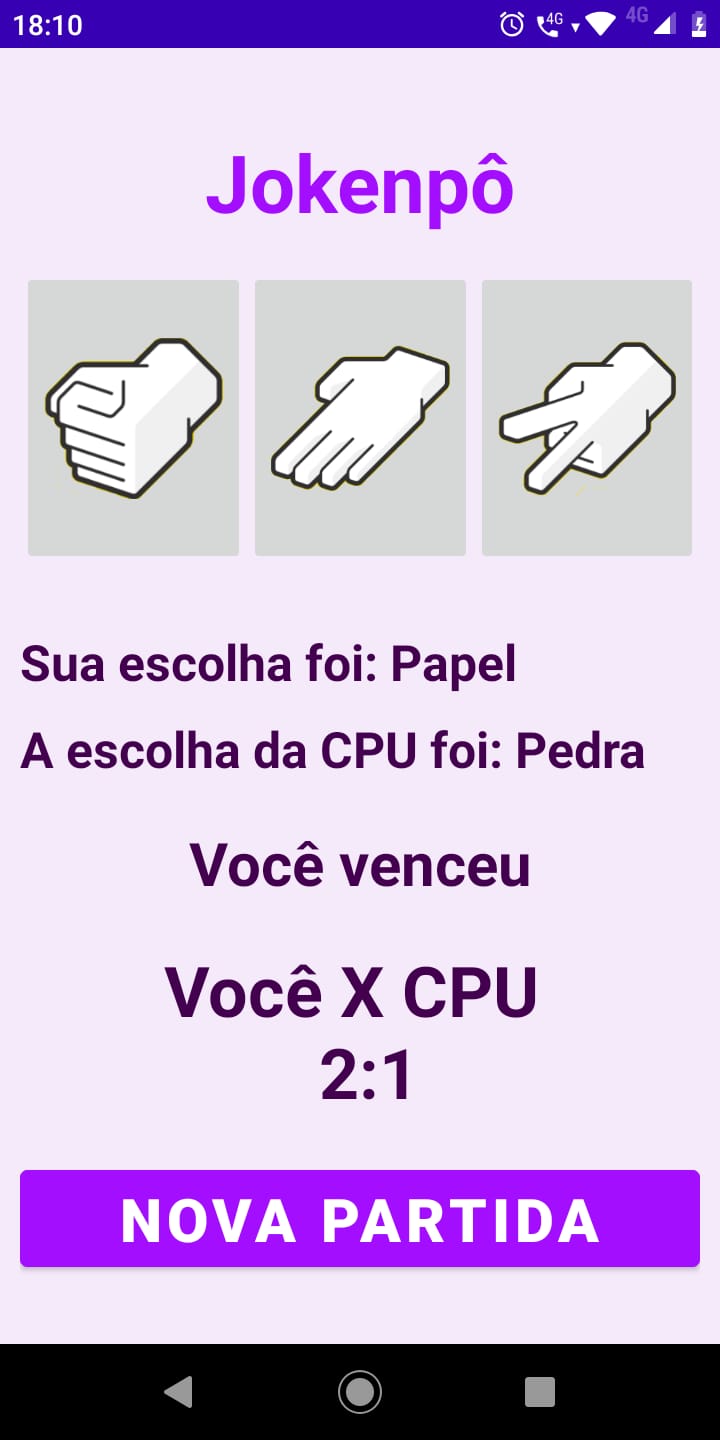 18:10
4G
4G
Jokenpô
Sua escolha foi: Papel
A escolha da CPU foi: Pedra
Você venceu
Você X CPU
2:1
NOVA PARTIDA